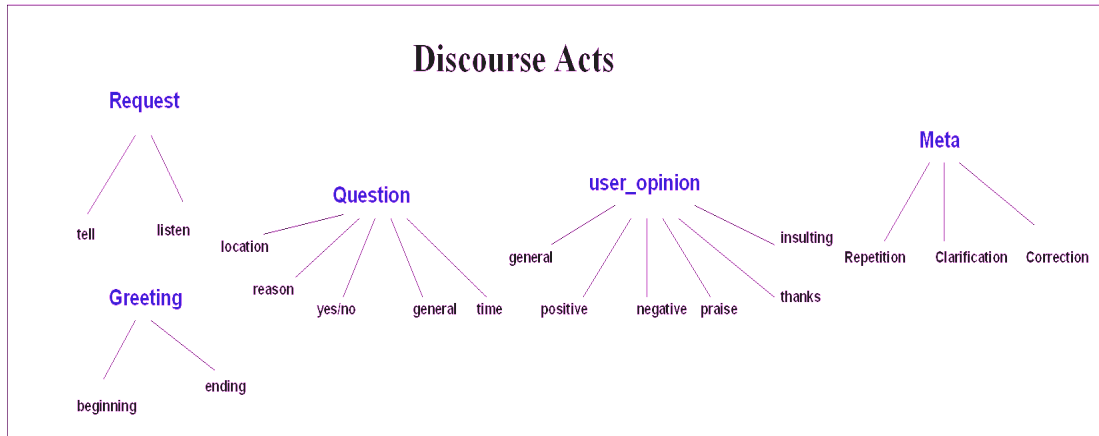 Discourse Acts
Request
tell
listen
Greeting
beginning
ending
Question
location
reason
yes/no
general
time
user_opinion
general
positive
negative
praise
thanks
insulting
Meta
Repetition
Clarification
Correction